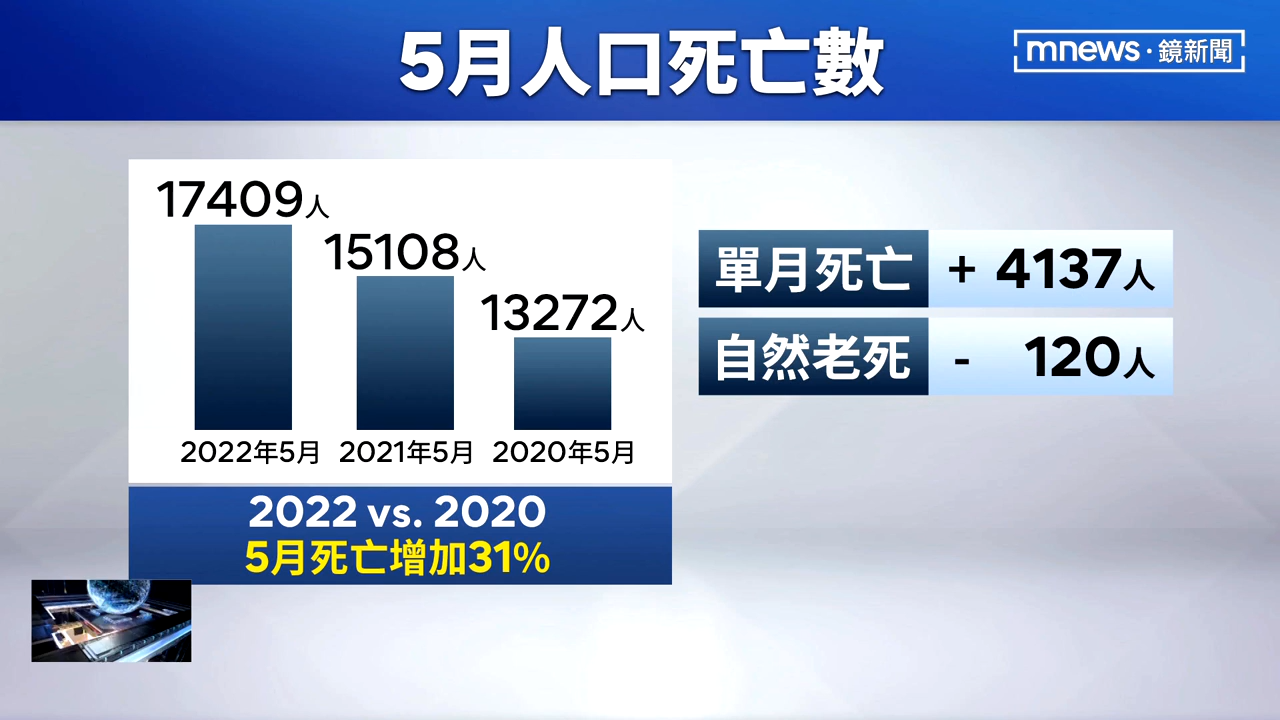 5月人口死亡數
mnews·鏡新聞
17409人
15108人
13272人
2022年5月
2021年5月
2020年5月
2022 vs. 2020
5月死亡增加31%
單月死亡 + 4137人
自然老死 - 120人